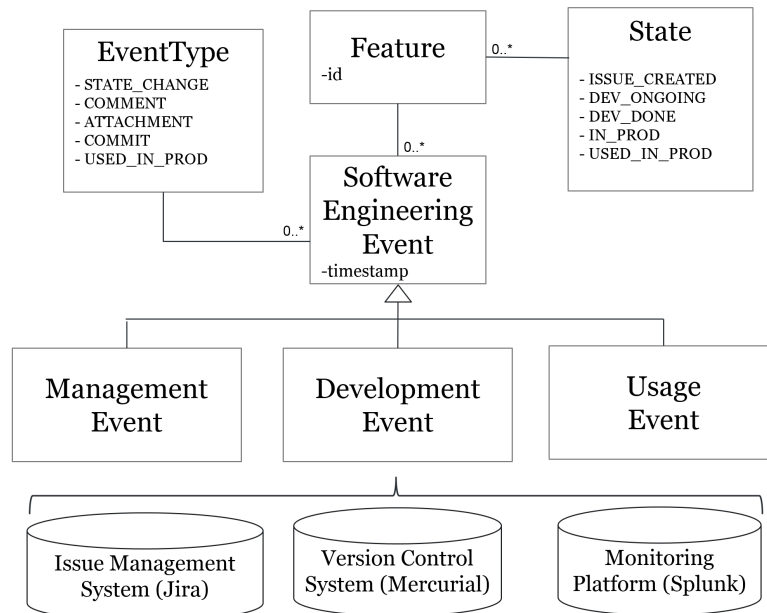 EventType
- STATE_CHANGE
- COMMENT
- ATTACHMENT
- COMMIT
- USED_IN_PROD
Feature
-id
0..*
State
- ISSUE_CREATED
- DEV_ONGOING
- DEV_DONE
- IN_PROD
- USED_IN_PROD
0..*
0..*
Software
Engineering
Event
-timestamp
Management
Event
Development
Event
Usage
Event
Issue Management
System (Jira)
Version Control
System (Mercurial)
Monitoring
Platform (Splunk)